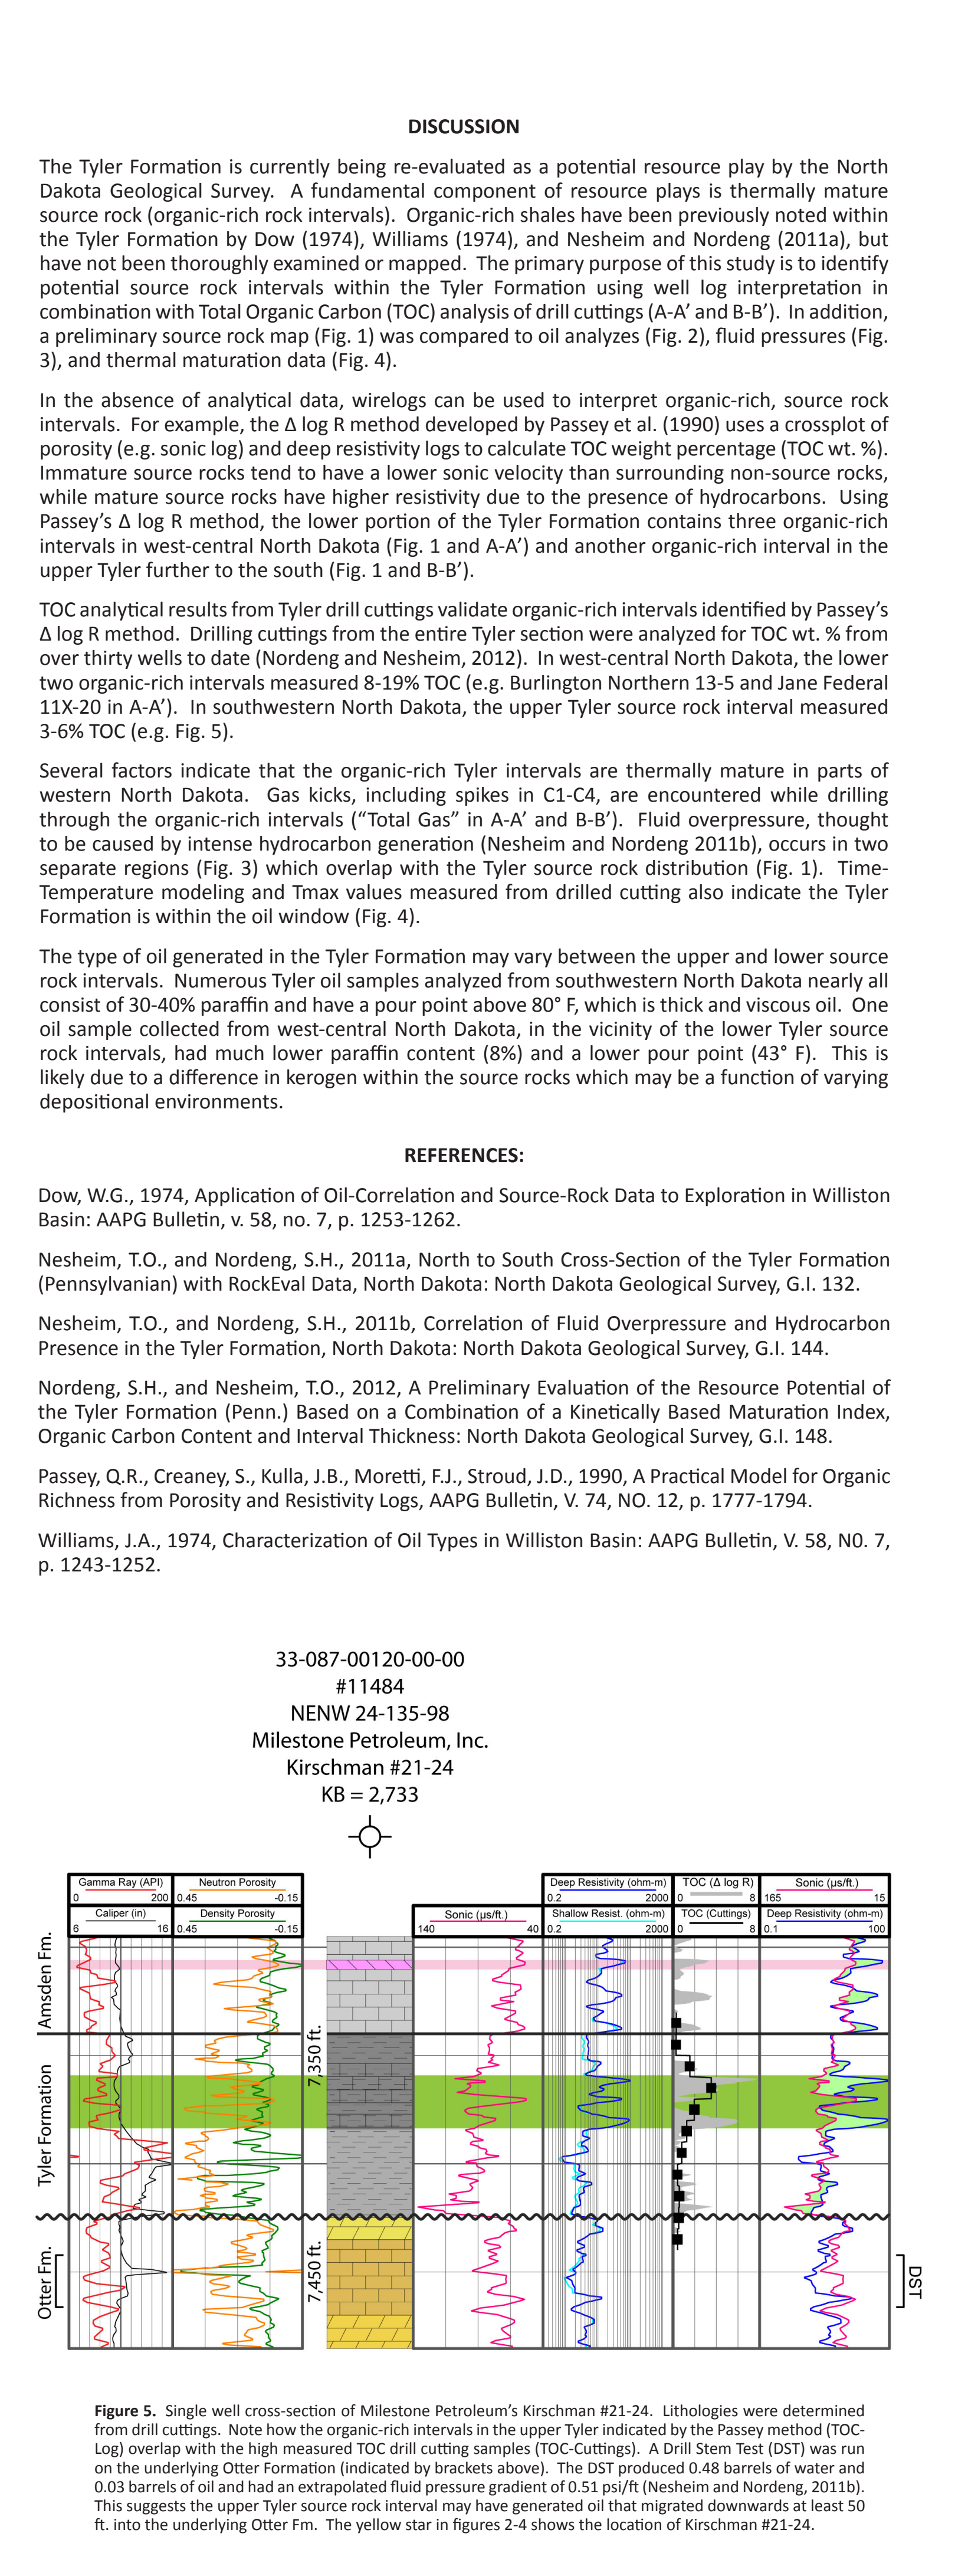 DISCUSSION
The Tyler Formation is currently being re-evaluated as a potential resource play by the North
Dakota Geological Survey.  A fundamental component of resource plays is thermally mature
source rock (organic-rich rock intervals).  Organic-rich shales have been previously noted within
the Tyler Formation by Dow (1974), Williams (1974), and Nesheim and Nordeng (2011a), but
have not been thoroughly examined or mapped.  The primary purpose of this study is to identify
potential source rock intervals within the Tyler Formation using well log interpretation in
combination with Total Organic Carbon (TOC) analysis of drill cuttings (A-A’ and B-B’).  In addition,
a preliminary source rock map (Fig. 1) was compared to oil analyzes (Fig. 2), fluid pressures (Fig.
3), and thermal maturation data (Fig. 4).
In the absence of analytical data, wirelogs can be used to interpret organic-rich, source rock
intervals.  For example, the Δ log R method developed by Passey et al. (1990) uses a crossplot of
porosity (e.g. sonic log) and deep resistivity logs to calculate TOC weight percentage (TOC wt. %).
Immature source rocks tend to have a lower sonic velocity than surrounding non-source rocks,
while mature source rocks have higher resistivity due to the presence of hydrocarbons.  Using
Passey’s Δ log R method, the lower portion of the Tyler Formation contains three organic-rich
intervals in west-central North Dakota (Fig. 1 and A-A’) and another organic-rich interval in the
upper Tyler further to the south (Fig. 1 and B-B’).
TOC analytical results from Tyler drill cuttings validate organic-rich intervals identified by Passey’s
Δ log R method.  Drilling cuttings from the entire Tyler section were analyzed for TOC wt. % from
over thirty wells to date (Nordeng and Nesheim, 2012).  In west-central North Dakota, the lower
two organic-rich intervals measured 8-19% TOC (e.g. Burlington Northern 13-5 and Jane Federal
11X-20 in A-A’).  In southwestern North Dakota, the upper Tyler source rock interval measured
3-6% TOC (e.g. Fig. 5).
Several factors indicate that the organic-rich Tyler intervals are thermally mature in parts of
western North Dakota.  Gas kicks, including spikes in C1-C4, are encountered while drilling
through the organic-rich intervals (“Total Gas” in A-A’ and B-B’).  Fluid overpressure, thought
to be caused by intense hydrocarbon generation (Nesheim and Nordeng 2011b), occurs in two
separate regions (Fig. 3) which overlap with the Tyler source rock distribution (Fig. 1).  Time-
Temperature modeling and Tmax values measured from drilled cutting also indicate the Tyler
Formation is within the oil window (Fig. 4).
The type of oil generated in the Tyler Formation may vary between the upper and lower source
rock intervals.  Numerous Tyler oil samples analyzed from southwestern North Dakota nearly all
consist of 30-40% paraffin and have a pour point above 80° F, which is thick and viscous oil.  One
oil sample collected from west-central North Dakota, in the vicinity of the lower Tyler source
rock intervals, had much lower paraffin content (8%) and a lower pour point (43° F).  This is
likely due to a difference in kerogen within the source rocks which may be a function of varying
depositional environments.
REFERENCES:
Dow, W.G., 1974, Application of Oil-Correlation and Source-Rock Data to Exploration in Williston
Basin: AAPG Bulletin, v. 58, no. 7, p. 1253-1262.
Nesheim, T.O., and Nordeng, S.H., 2011a, North to South Cross-Section of the Tyler Formation
(Pennsylvanian) with RockEval Data, North Dakota: North Dakota Geological Survey, G.I. 132.
Nesheim, T.O., and Nordeng, S.H., 2011b, Correlation of Fluid Overpressure and Hydrocarbon
Presence in the Tyler Formation, North Dakota: North Dakota Geological Survey, G.I. 144.
Nordeng, S.H., and Nesheim, T.O., 2012, A Preliminary Evaluation of the Resource Potential of
the Tyler Formation (Penn.) Based on a Combination of a Kinetically Based Maturation Index,
Organic Carbon Content and Interval Thickness: North Dakota Geological Survey, G.I. 148.
Passey, Q.R., Creaney, S., Kulla, J.B., Moretti, F.J., Stroud, J.D., 1990, A Practical Model for Organic
Richness from Porosity and Resistivity Logs, AAPG Bulletin, V. 74, NO. 12, p. 1777-1794.
Williams, J.A., 1974, Characterization of Oil Types in Williston Basin: AAPG Bulletin, V. 58, N0. 7,
p. 1243-1252.
33-087-00120-00-00
#11484
NENW 24-135-98
Milestone Petroleum, Inc.
Kirschman #21-24
KB = 2,733
Gamma Ray (API)
0 200
Neutron Porosity
0.45 -0.15
Deep Resistivity (ohm-m)
0.2 2000
TOC (Δ log R)
0 8
Sonic (µs/ft.)
165 15
Caliper (in)
6 16
Density Porosity
0.45 -0.15
Sonic (µs/ft.)
140 40
Shallow Resist. (ohm-m)
0.2 2000
TOC (Cuttings)
0 8
Deep Resistivity (ohm-m)
0.1 100
Amsden Fm.
Tyler Formation
Otter Fm.
7,350 ft.
7,450 ft.
DST
Figure 5.  Single well cross-section of Milestone Petroleum’s Kirschman #21-24.  Lithologies were determined
from drill cuttings.  Note how the organic-rich intervals in the upper Tyler indicated by the Passey method (TOC-
Log) overlap with the high measured TOC drill cutting samples (TOC-Cuttings).  A Drill Stem Test (DST) was run
on the underlying Otter Formation (indicated by brackets above).  The DST produced 0.48 barrels of water and
0.03 barrels of oil and had an extrapolated fluid pressure gradient of 0.51 psi/ft (Nesheim and Nordeng, 2011b).
This suggests the upper Tyler source rock interval may have generated oil that migrated downwards at least 50
ft. into the underlying Otter Fm.  The yellow star in figures 2-4 shows the location of Kirschman #21-24.